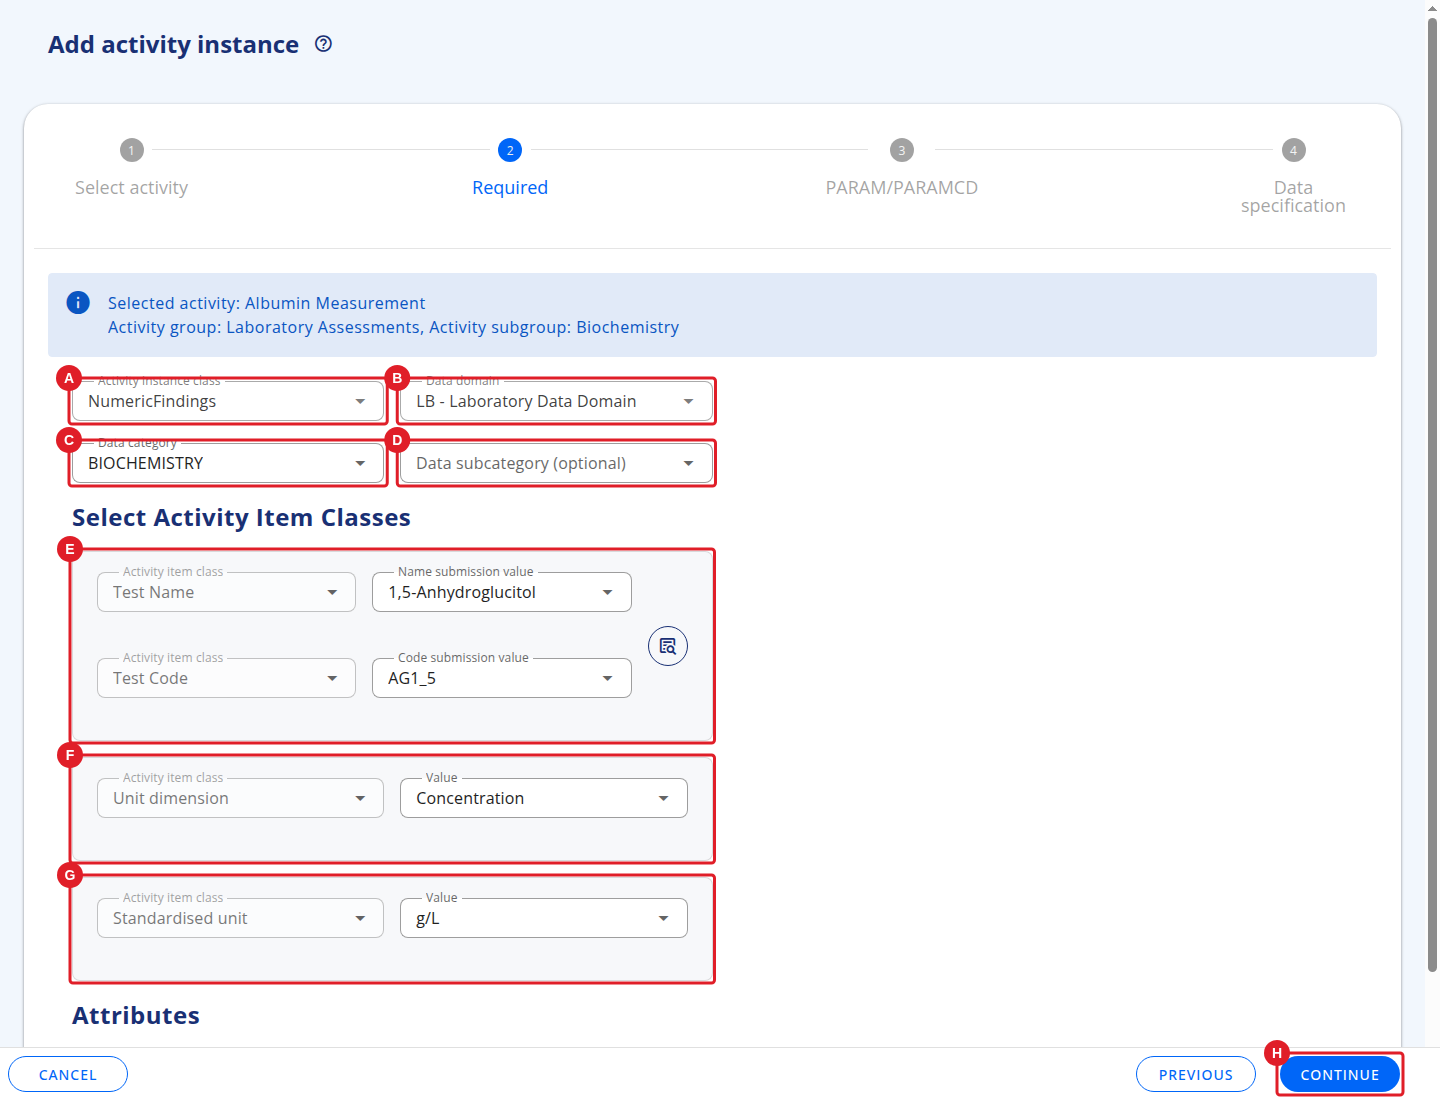 Add activity instance ?
1 2 3 4
Select activity Required PARAM/PARAMCD Data specification
Selected activity: Albumin Measurement
Activity group: Laboratory Assessments, Activity subgroup: Biochemistry
A Activity instance class B Data domain
NumericFindings LB - Laboratory Data Domain
C Data category D
BIOCHEMISTRY Data subcategory (optional)
Select Activity Item Classes
E
Activity item class Name submission value
Test Name 1,5-Anhydroglucitol
Activity item class Code submission value
Test Code AG1_5
F
Activity item class Value
Unit dimension Concentration
G
Activity item class Value
Standardised unit g/L
Attributes
H
CANCEL PREVIOUS CONTINUE